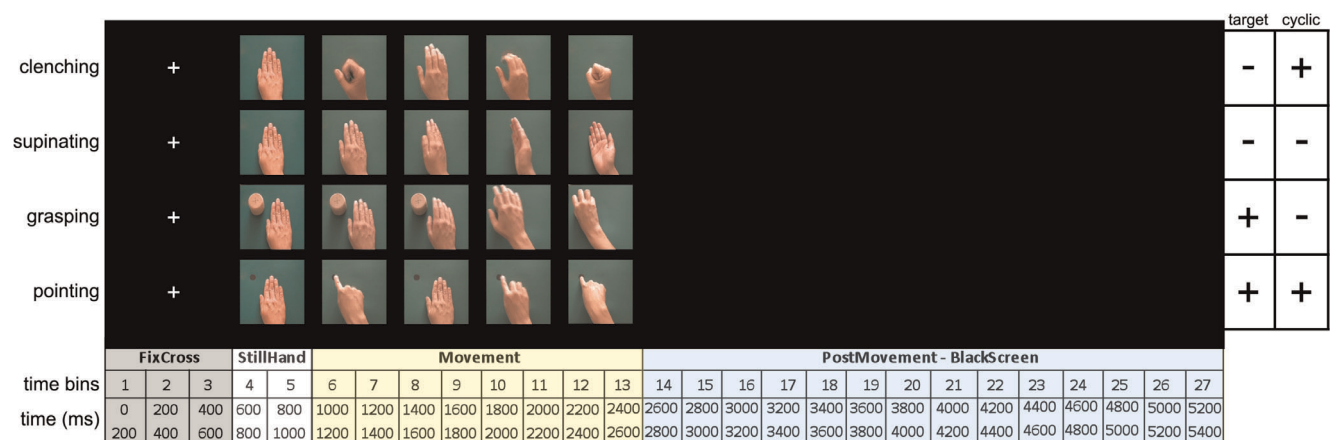 target cyclic
clenching + - +
supinating + - -
grasping + + -
pointing + + +
FixCross StillHand Movement PostMovement - BlackScreen
time bins 1 2 3 4 5 6 7 8 9 10 11 12 13 14 15 16 17 18 19 20 21 22 23 24 25 26 27
time (ms) 0 200 400 600 800 1000 1200 1400 1600 1800 2000 2200 2400 2600 2800 3000 3200 3400 3600 3800 4000 4200 4400 4600 4800 5000 5200
200 400 600 800 1000 1200 1400 1600 1800 2000 2200 2400 2600 2800 3000 3200 3400 3600 3800 4000 4200 4400 4600 4800 5000 5200 5400